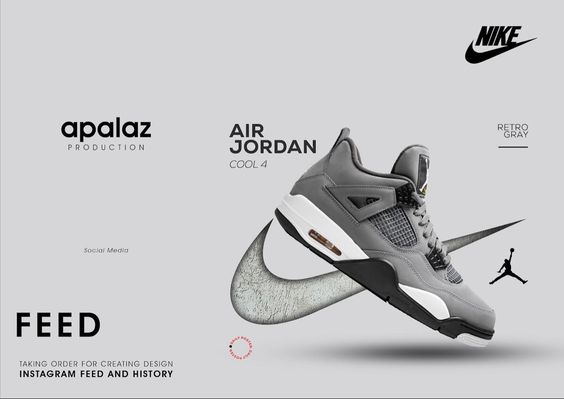 NIKE
apalaz
PRODUCTION
AIR
JORDAN
COOL 4
RETRO
GRAY
Social Media
FEED
TAKING ORDER FOR CREATING DESIGN
INSTAGRAM FEED AND HISTORY